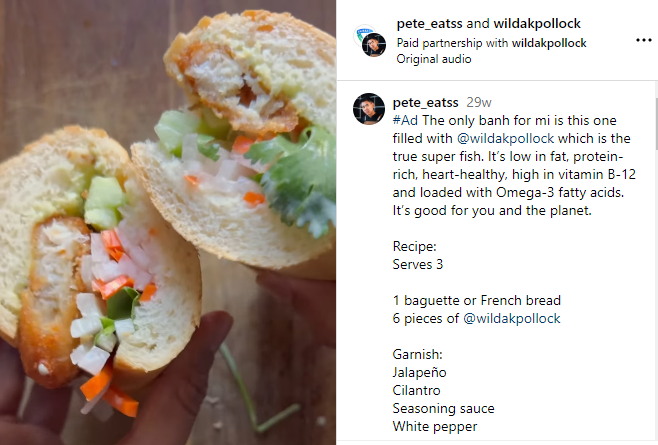 pete_eatss and wildakpollock
Paid partnership with wildakpollock
Original audio
pete_eatss 29w
#Ad The only banh for mi is this one
filled with @wildakpollock which is the
true super fish. It’s low in fat, protein-
rich, heart-healthy, high in vitamin B-12
and loaded with Omega-3 fatty acids.
It’s good for you and the planet.
Recipe:
Serves 3
1 baguette or French bread
6 pieces of @wildakpollock
Garnish:
Jalapeño
Cilantro
Seasoning sauce
White pepper